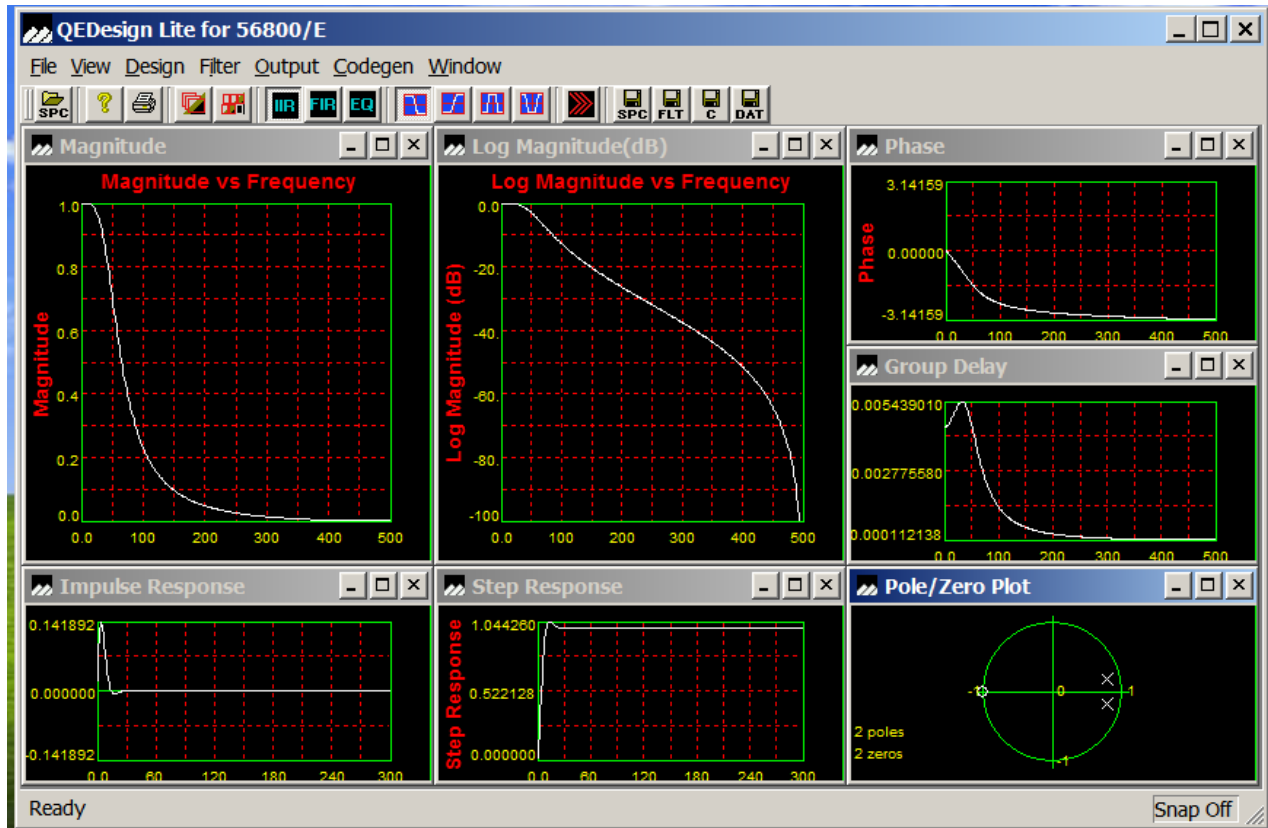 QEDesign Lite for 56800/E
File View Design Filter Output Codegen Window
SPC ? IIR FIR EQ SPC FLT C DAT
Magnitude
Magnitude vs Frequency
Magnitude
1.0
0.8
0.6
0.4
0.2
0.0
0.0 100 200 300 400 500
Log Magnitude(dB)
Log Magnitude vs Frequency
Log Magnitude (dB)
0.0
-20.
-40.
-60.
-80.
-100
0.0 100 200 300 400 500
Phase
Phase
3.14159
0.00000
-3.14159
0.0 100 200 300 400 500
Group Delay
0.005439010
0.002775580
0.000112138
0.0 100 200 300 400 500
Impulse Response
0.141892
0.000000
-0.141892
0.0 60 120 180 240 300
Step Response
Step Response
1.044260
0.522128
0.000000
0.0 60 120 180 240 300
Pole/Zero Plot
-1 0 1
2 poles
2 zeros
-1
Ready
Snap Off